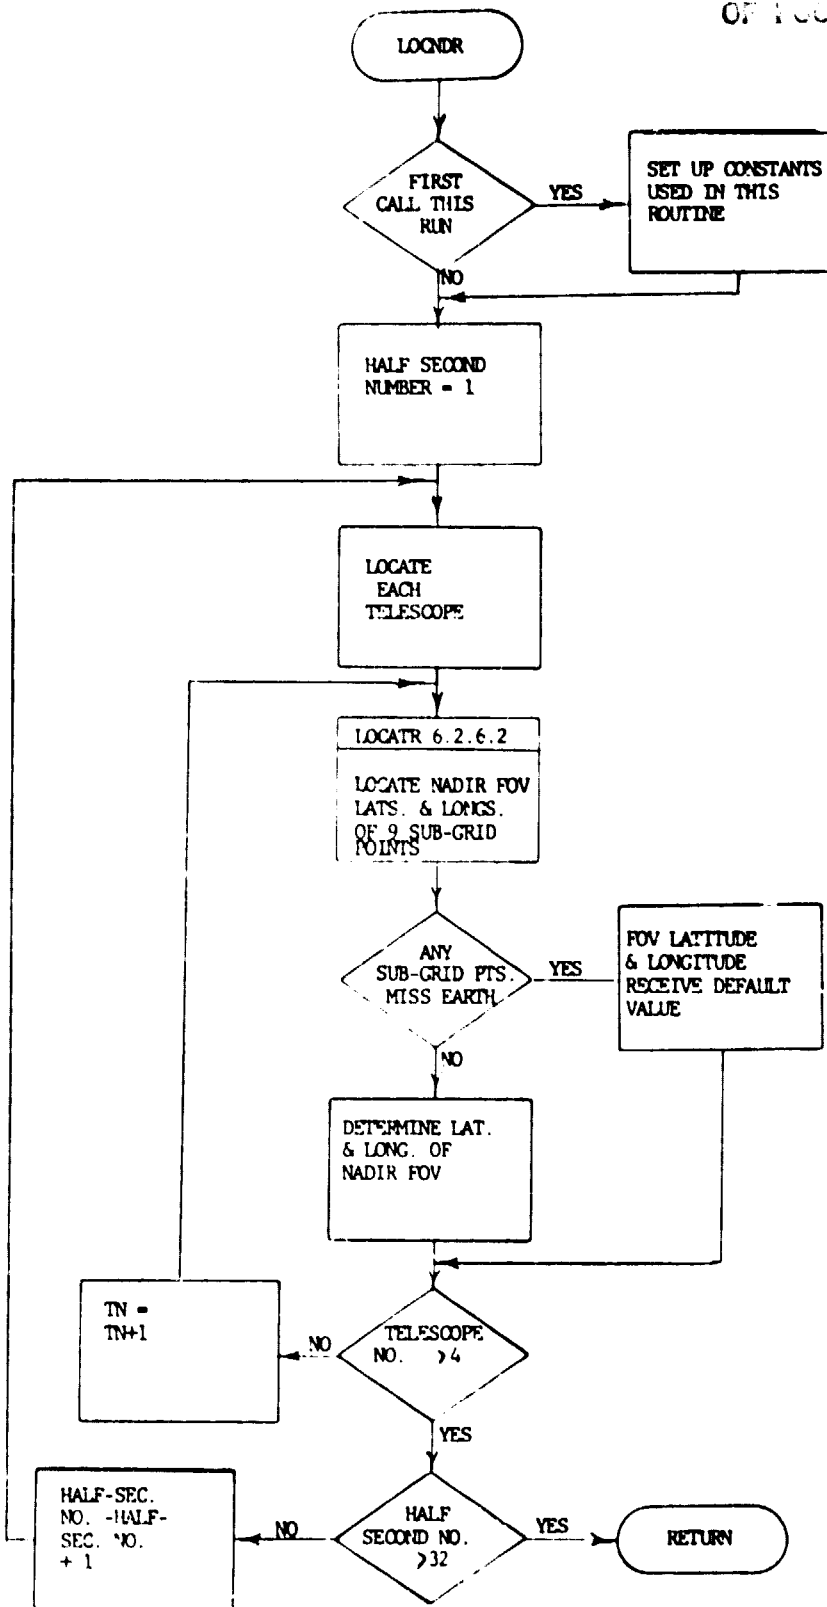 OF
LOCNDR
FIRST
CALL THIS
RUN
YES
SET UP CONSTANTS
USED IN THIS
ROUTINE
NO
HALF SECOND
NUMBER = 1
LOCATE
EACH
TELESCOPE
LOCATR 6.2.6.2
LOCATE NADIR FOV
LATS. & LONGS.
OF 9 SUB-GRID
POINTS
ANY
SUB-GRID PTS.
MISS EARTH
YES
FOV LATITUDE
& LONGITUDE
RECEIVE DEFAULT
VALUE
NO
DETERMINE LAT.
& LONG. OF
NADIR FOV
TN =
TN+1
NO
TELESCOPE
NO. >4
YES
HALF-SEC.
NO. -HALF-
SEC. NO.
+ 1
NO
HALF
SECOND NO.
>32
YES
RETURN